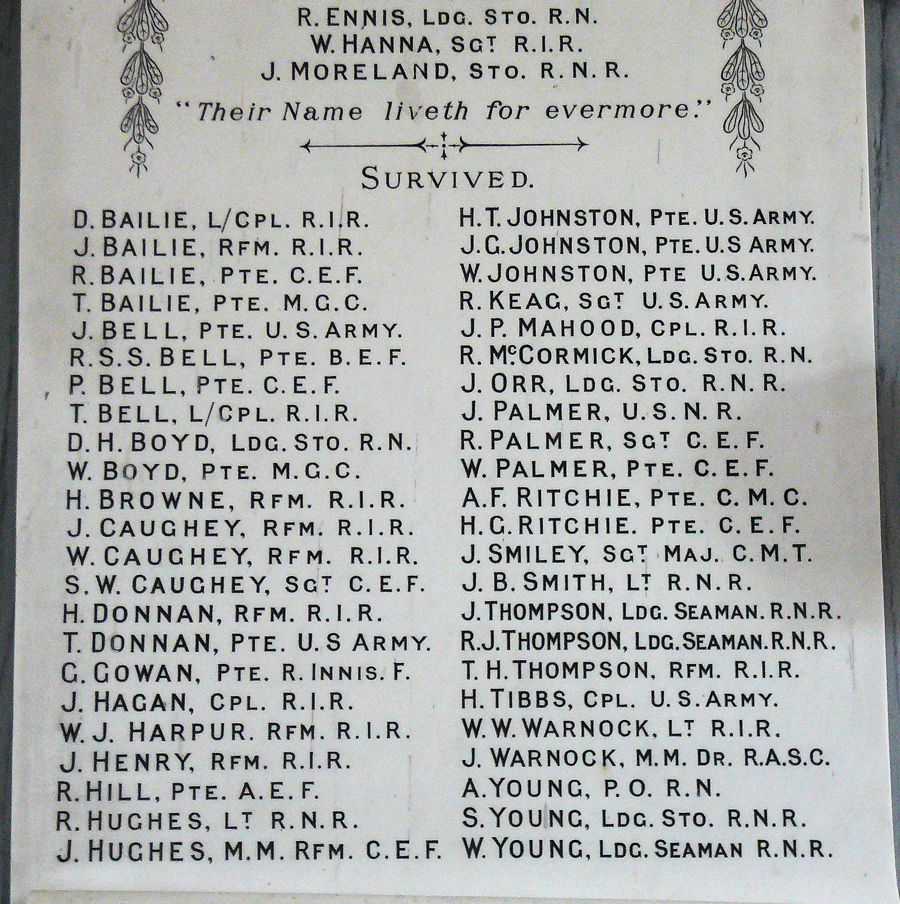 R. ENNIS, LDG. STO. R.N.
W. HANNA, SGT R.I.R.
J. MORELAND, STO. R.N.R.
"Their Name liveth for evermore."
SURVIVED.
D. BAILIE, L/CPL. R.I.R.
J. BAILIE, RFM. R.I.R.
R. BAILIE, PTE. C.E.F.
T. BAILIE, PTE. M.G.C.
J. BELL, PTE. U.S. ARMY.
R.S.S. BELL, PTE. B.E.F.
P. BELL, PTE. C.E.F.
T. BELL, L/CPL. R.I.R.
D.H. BOYD, LDG. STO. R.N.
W. BOYD, PTE. M.G.C.
H. BROWNE, RFM. R.I.R.
J. CAUGHEY, RFM. R.I.R.
W. CAUGHEY, RFM. R.I.R.
S.W. CAUGHEY, SGT C.E.F.
H. DONNAN, RFM. R.I.R.
T. DONNAN, PTE. U.S ARMY.
G. GOWAN, PTE. R. INNIS. F.
J. HAGAN, CPL. R.I.R.
W.J. HARPUR. RFM. R.I.R.
J. HENRY, RFM. R.I.R.
R. HILL, PTE. A.E.F.
R. HUGHES, LT R.N.R.
J. HUGHES, M.M. RFM. C.E.F.
H.T. JOHNSTON, PTE. U.S. ARMY.
J.G. JOHNSTON, PTE. U.S ARMY.
W. JOHNSTON, PTE U.S. ARMY.
R. KEAG, SGT U.S. ARMY.
J.P. MAHOOD, CPL. R.I.R.
R. McCORMICK, LDG. STO. R.N.
J. ORR, LDG. STO. R.N.R.
J. PALMER, U.S.N.R.
R. PALMER, SGT C.E.F.
W. PALMER, PTE. C.E.F.
A.F. RITCHIE, PTE. C.M.C.
H.G. RITCHIE. PTE. C.E.F.
J. SMILEY, SGT MAJ. C.M.T.
J.B. SMITH, LT R.N.R.
J. THOMPSON, LDG. SEAMAN. R.N.R.
R.J. THOMPSON, LDG. SEAMAN. R.N.R.
T.H. THOMPSON, RFM. R.I.R.
H. TIBBS, CPL. U.S. ARMY.
W.W. WARNOCK, LT R.I.R.
J. WARNOCK, M.M. DR. R.A.S.C.
A. YOUNG, P.O. R.N.
S. YOUNG, LDG. STO. R.N.R.
W. YOUNG, LDG. SEAMAN R.N.R.